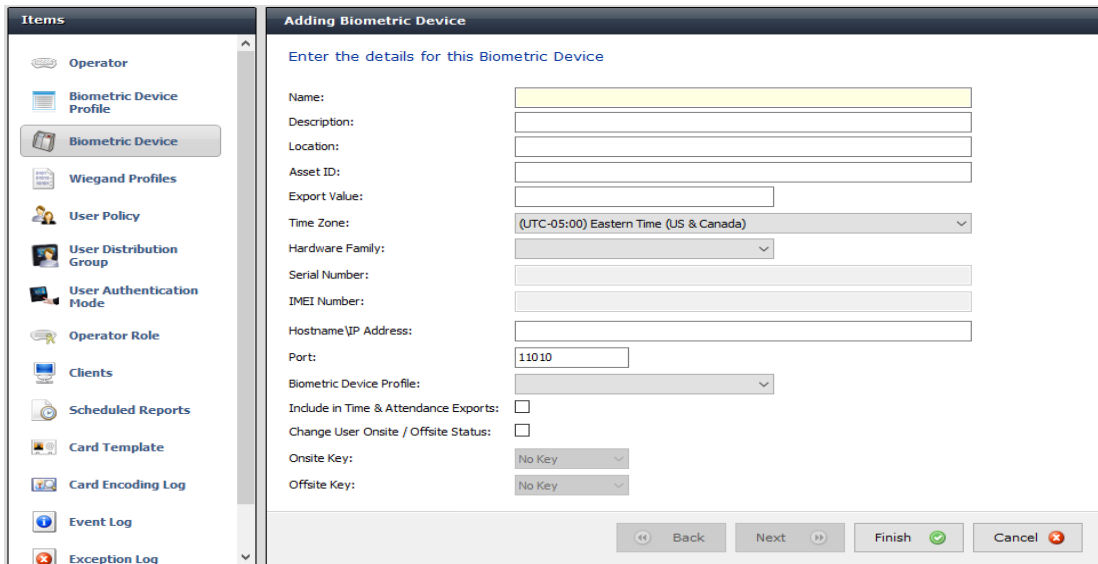 Items
Operator
Biometric Device
Profile
Biometric Device
Wiegand Profiles
User Policy
User Distribution
Group
User Authentication
Mode
Operator Role
Clients
Scheduled Reports
Card Template
Card Encoding Log
Event Log
Exception Log
Adding Biometric Device
Enter the details for this Biometric Device
Name:
Description:
Location:
Asset ID:
Export Value:
Time Zone: (UTC-05:00) Eastern Time (US & Canada)
Hardware Family:
Serial Number:
IMEI Number:
Hostname\IP Address:
Port: 11010
Biometric Device Profile:
Include in Time & Attendance Exports:
Change User Onsite / Offsite Status:
Onsite Key: No Key
Offsite Key: No Key
Back Next Finish Cancel